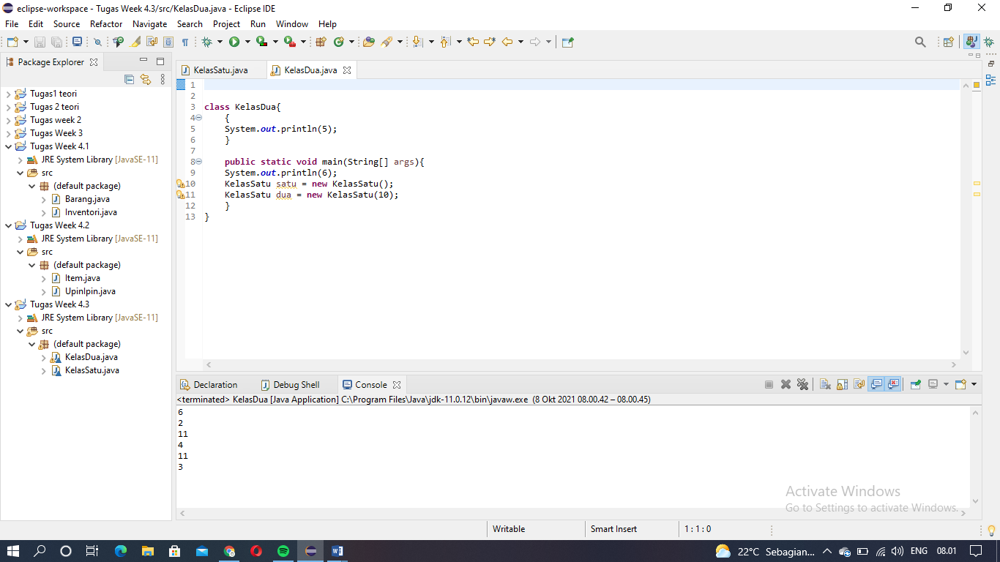 eclipse-workspace - Tugas Week 4.3/src/KelasDua.java - Eclipse IDE
File Edit Source Refactor Navigate Search Project Run Window Help
Package Explorer
Tugas1 teori
Tugas 2 teori
Tugas week 2
Tugas Week 3
Tugas Week 4.1
JRE System Library [JavaSE-11]
src
(default package)
Barang.java
Inventori.java
Tugas Week 4.2
JRE System Library [JavaSE-11]
src
(default package)
Item.java
UpinIpin.java
Tugas Week 4.3
JRE System Library [JavaSE-11]
src
(default package)
KelasDua.java
KelasSatu.java
KelasSatu.java KelasDua.java
1
2
3 class KelasDua{
4 {
5 System.out.println(5);
6 }
7
8 public static void main(String[] args){
9 System.out.println(6);
10 KelasSatu satu = new KelasSatu();
11 KelasSatu dua = new KelasSatu(10);
12 }
13 }
Declaration Debug Shell Console
<terminated> KelasDua [Java Application] C:\Program Files\Java\jdk-11.0.12\bin\javaw.exe (8 Okt 2021 08.00.42 – 08.00.45)
6
2
11
4
11
3
Activate Windows
Go to Settings to activate Windows.
Writable Smart Insert 1 : 1 : 0
22°C Sebagian... ENG 08.01